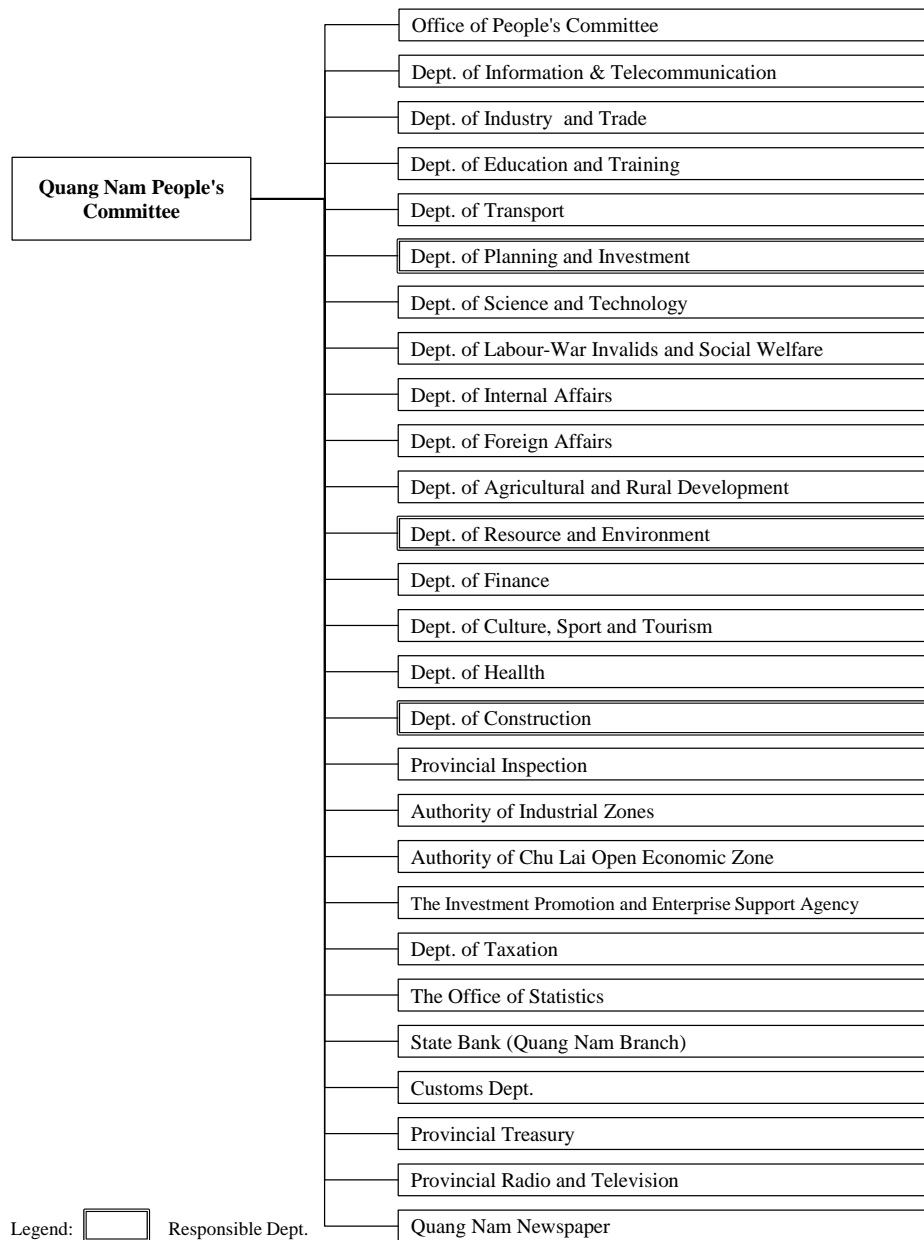 Office of People's Committee
Dept. of Information & Telecommunication
Dept. of Industry and Trade
Dept. of Education and Training
Quang Nam People's
Committee
Dept. of Transport
Dept. of Planning and Investment
Dept. of Science and Technology
Dept. of Labour-War Invalids and Social Welfare
Dept. of Internal Affairs
Dept. of Foreign Affairs
Dept. of Agricultural and Rural Development
Dept. of Resource and Environment
Dept. of Finance
Dept. of Culture, Sport and Tourism
Dept. of Heallth
Dept. of Construction
Provincial Inspection
Authority of Industrial Zones
Authority of Chu Lai Open Economic Zone
The Investment Promotion and Enterprise Support Agency
Dept. of Taxation
The Office of Statistics
State Bank (Quang Nam Branch)
Customs Dept.
Provincial Treasury
Provincial Radio and Television
Quang Nam Newspaper
Legend: Responsible Dept.